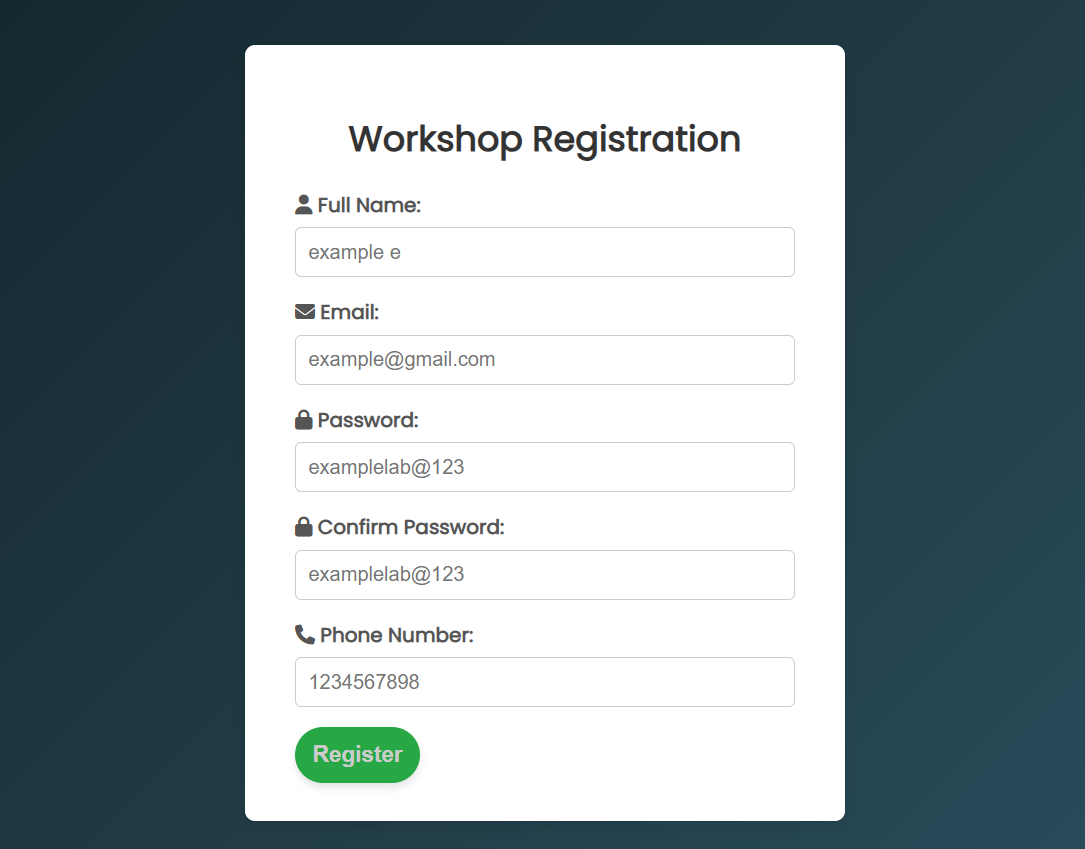 Workshop Registration
Full Name:
example e
Email:
example@gmail.com
Password:
examplelab@123
Confirm Password:
examplelab@123
Phone Number:
1234567898
Register